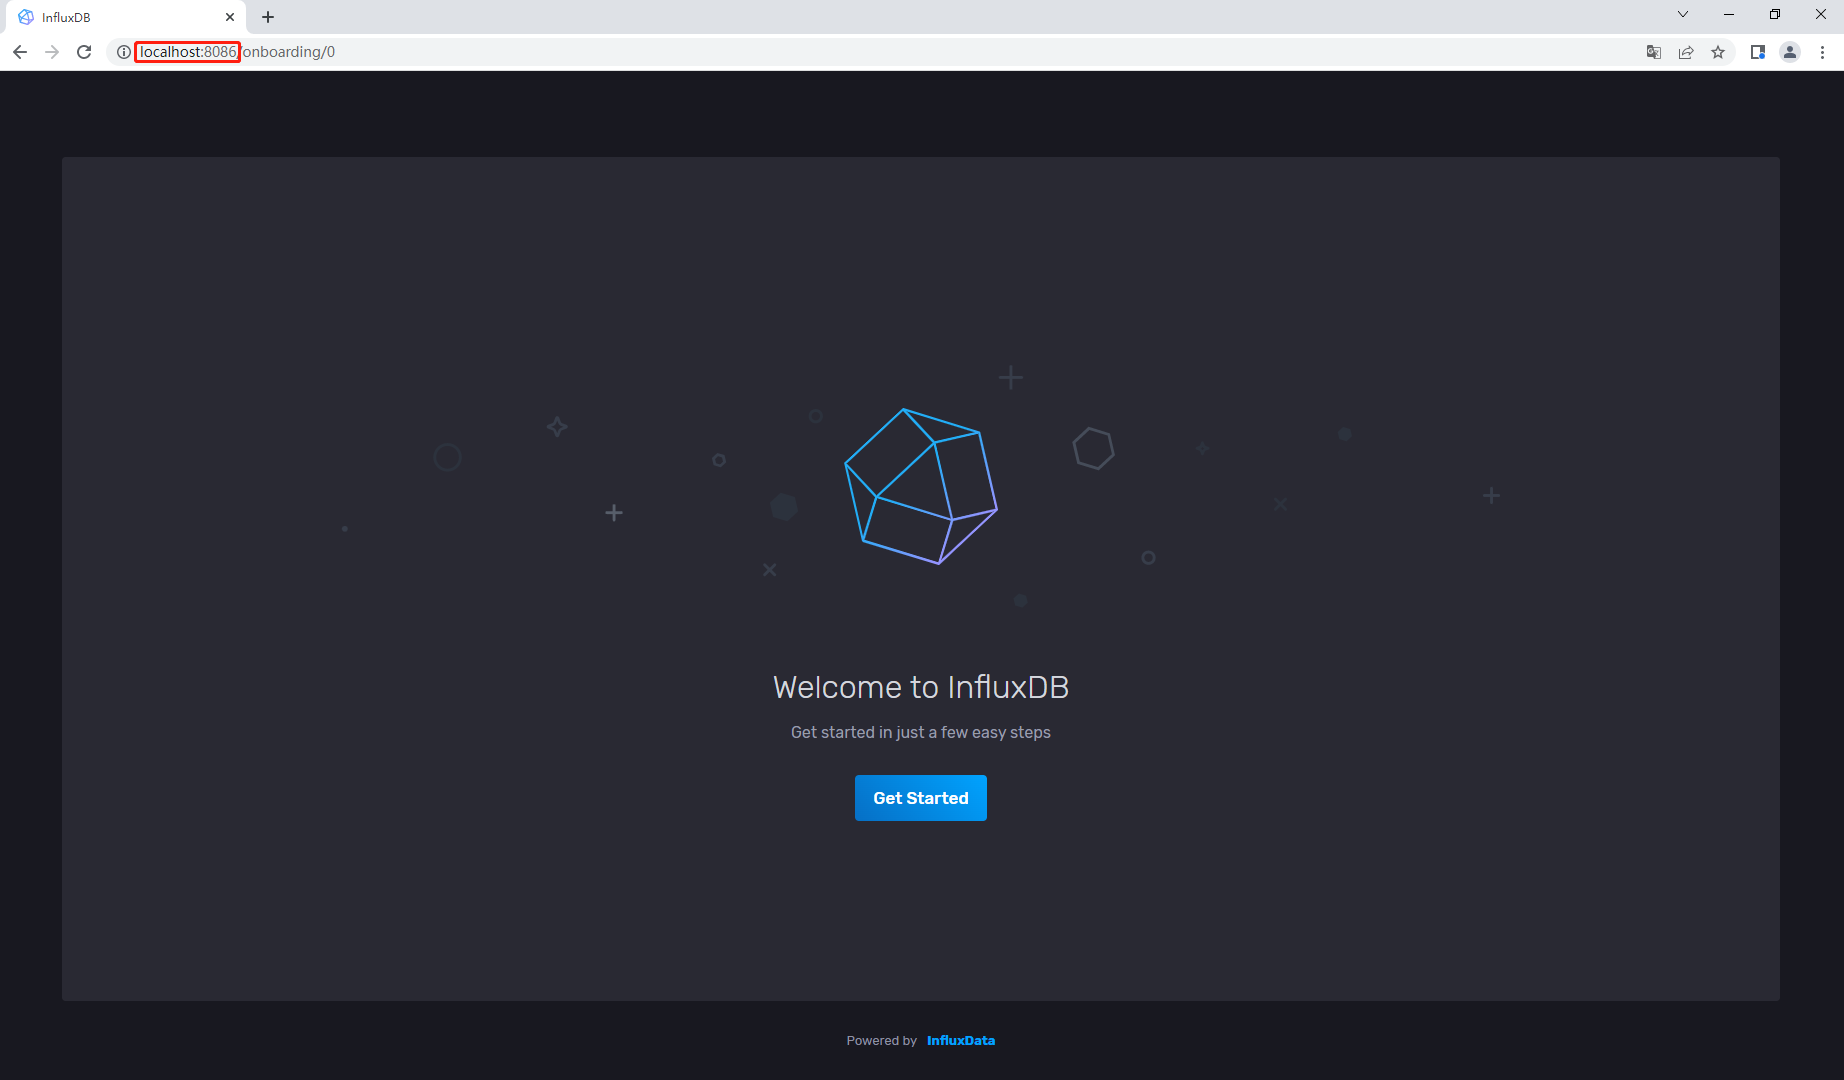 InfluxDB
localhost:8086/onboarding/0
Welcome to InfluxDB
Get started in just a few easy steps
Get Started
Powered by InfluxData